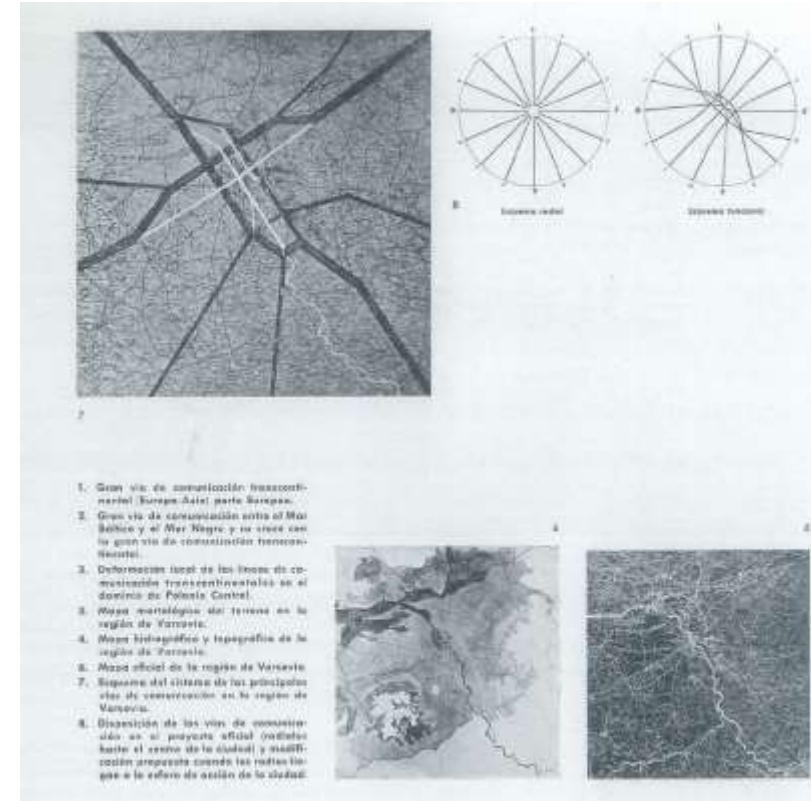 8
Esquema radial
Esquema funcional
7
1. Gran vía de comunicación transconti-
nental (Europa-Asia) parte Europea.
2. Gran vía de comunicación entre el Mar
Báltico y el Mar Negro y su cruce con
la gran vía de comunicación transcon-
tinental.
3. Deformación local de las líneas de co-
municación transcontinentales en el
dominio de Polonia Central.
Mapa morfológico del terreno en la
región de Varsovia.
Mapa hidrográfico y topográfico de la
región de Varsovia.
6. Mapa oficial de la región de Varsovia.
7. Esquema del sistema de las principales
vías de comunicación en la región de
Varsovia.
8. Disposición de las vías de comunica-
ción en el proyecto oficial (radiales
hasta el centro de la ciudad) y modifi-
cación propuesta cuando los radios lle-
gan a la esfera de acción de la ciudad.